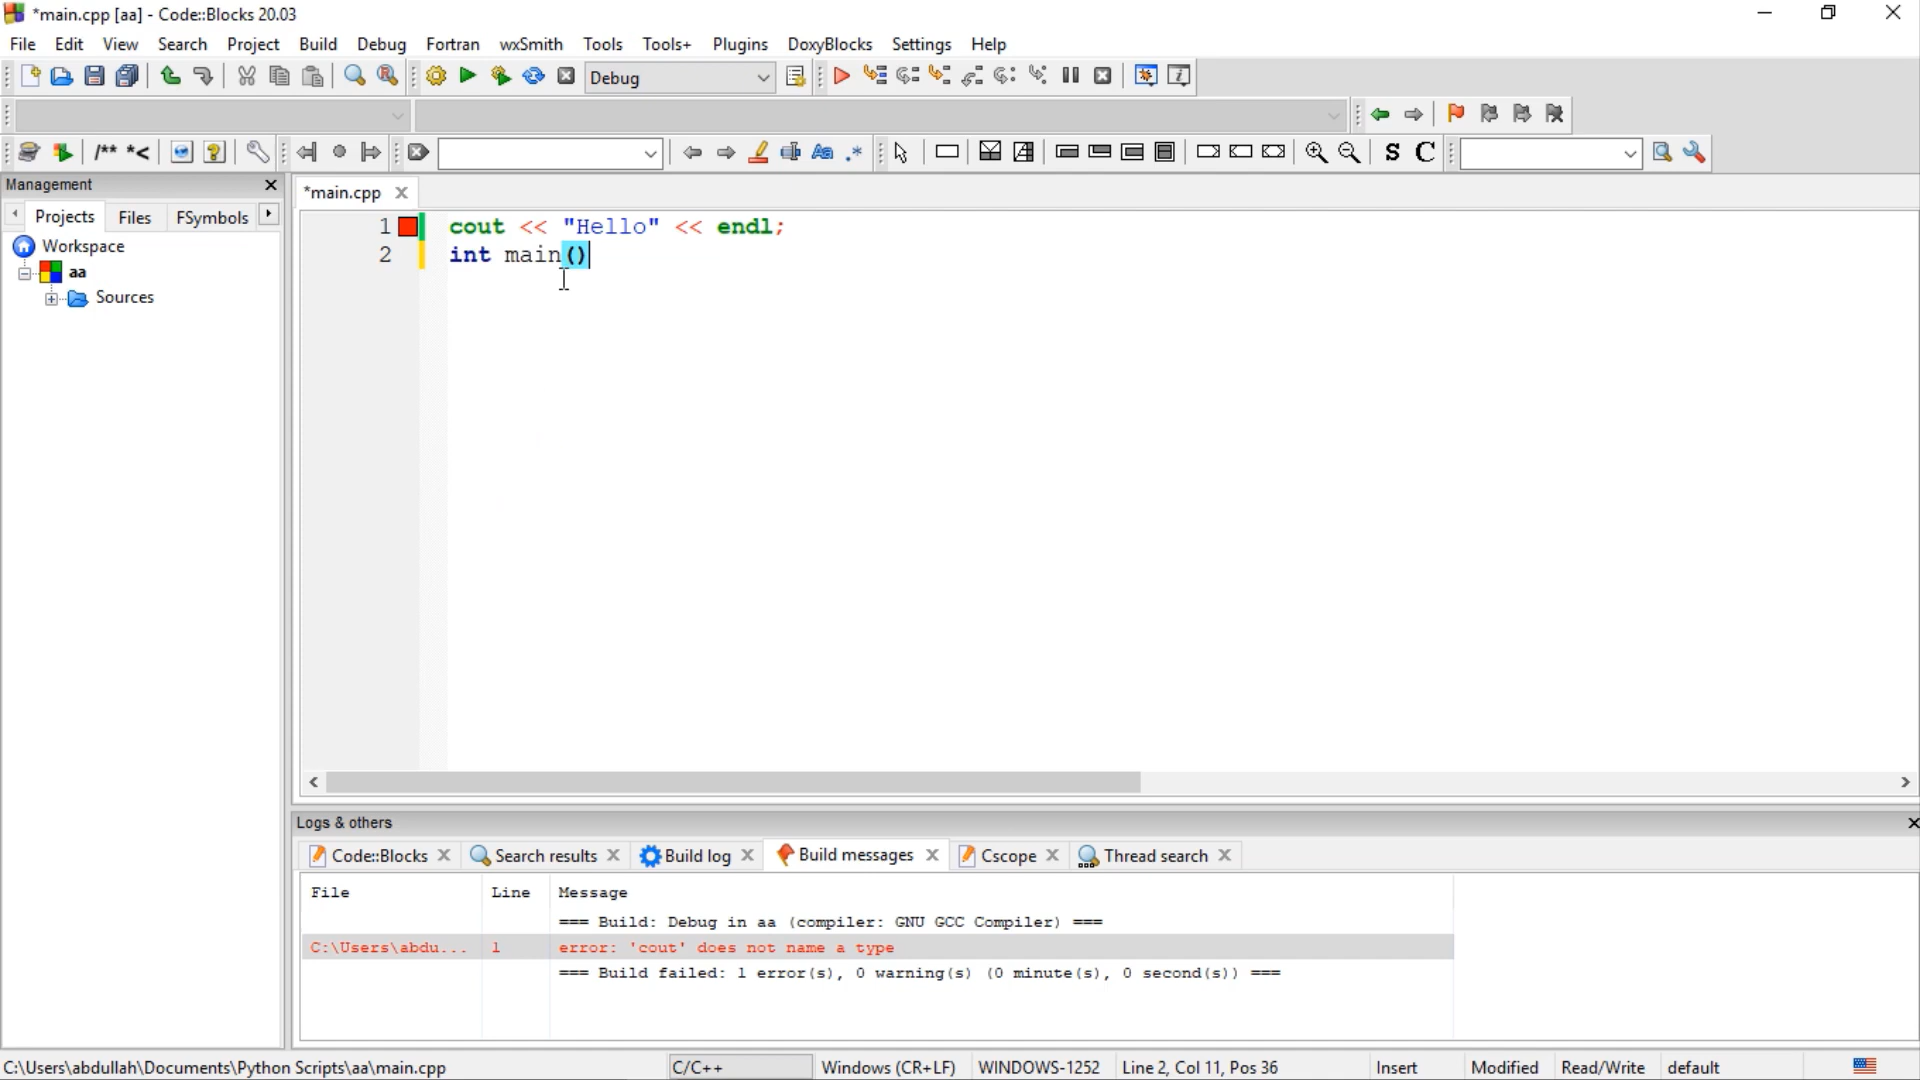 *main.cpp [aa] - Code::Blocks 20.03
File Edit View Search Project Build Debug Fortran wxSmith Tools Tools+ Plugins DoxyBlocks Settings Help
Debug
/** *< S C
Management
*main.cpp
Projects Files FSymbols
Workspace
aa
Sources
1 cout << "Hello" << endl;
2 int main()
Logs & others
Code::Blocks Search results Build log Build messages Cscope Thread search
File Line Message
=== Build: Debug in aa (compiler: GNU GCC Compiler) ===
C:\Users\abdu... 1 error: 'cout' does not name a type
=== Build failed: 1 error(s), 0 warning(s) (0 minute(s), 0 second(s)) ===
C:\Users\abdullah\Documents\Python Scripts\aa\main.cpp C/C++ Windows (CR+LF) WINDOWS-1252 Line 2, Col 11, Pos 36 Insert Modified Read/Write default